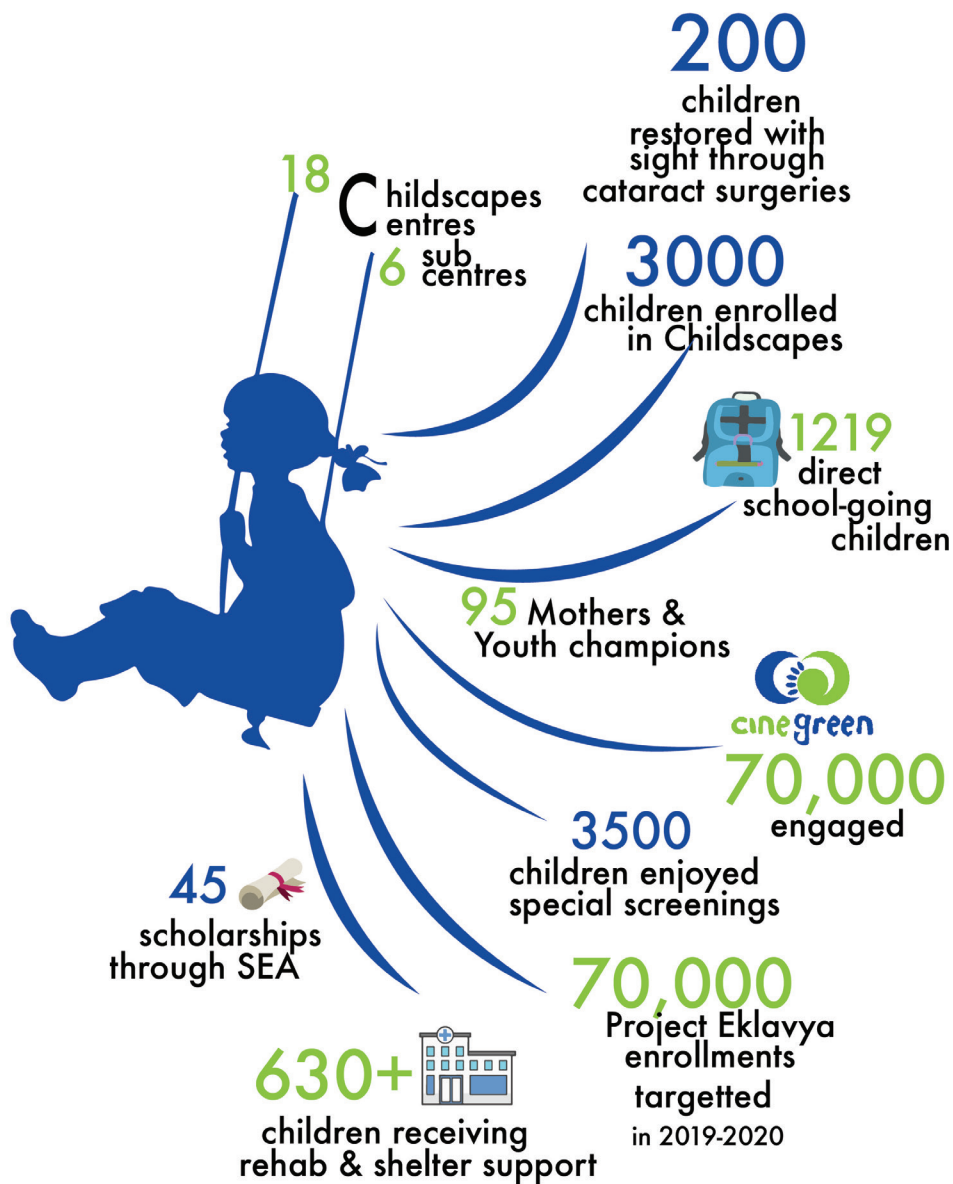 200
children
restored with
sight through
cataract surgeries
18
Childscapes
Centres
6 sub
centres
3000
children enrolled
in Childscapes
1219
direct
school-going
children
95 Mothers &
Youth champions
cinegreen
70,000
engaged
3500
children enjoyed
special screenings
45
scholarships
through SEA
70,000
Project Eklavya
enrollments
targetted
in 2019-2020
630+
children receiving
rehab & shelter support